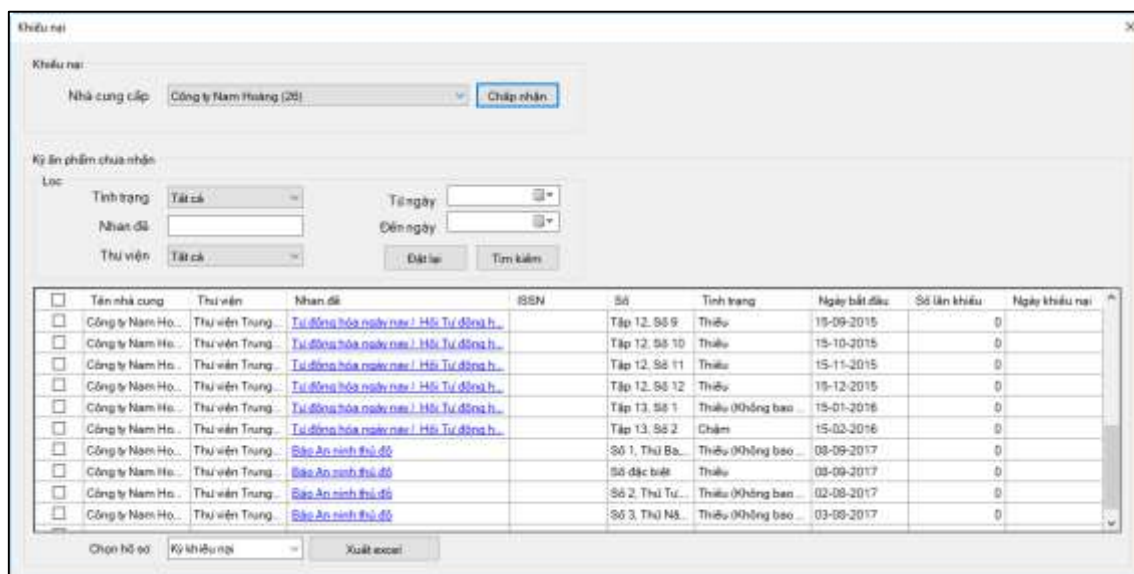 Khiếu nại
Khiếu nại
Nhà cung cấp Công ty Nam Hoàng (26) Chấp nhận
Kỳ ấn phẩm chưa nhận
Lọc
Tình trạng Tất cả Từ ngày
Nhan đề Đến ngày
Thư viện Tất cả Đặt lại Tìm kiếm
Tên nhà cung Thư viện Nhan đề ISSN Số Tình trạng Ngày bắt đầu Số lần khiếu Ngày khiếu nại
Công ty Nam Ho... Thư viện Trung... Tự động hóa ngày nay / Hội Tự động h... Tập 12, Số 9 Thiếu 15-09-2015 0
Công ty Nam Ho... Thư viện Trung... Tự động hóa ngày nay / Hội Tự động h... Tập 12, Số 10 Thiếu 15-10-2015 0
Công ty Nam Ho... Thư viện Trung... Tự động hóa ngày nay / Hội Tự động h... Tập 12, Số 11 Thiếu 15-11-2015 0
Công ty Nam Ho... Thư viện Trung... Tự động hóa ngày nay / Hội Tự động h... Tập 12, Số 12 Thiếu 15-12-2015 0
Công ty Nam Ho... Thư viện Trung... Tự động hóa ngày nay / Hội Tự động h... Tập 13, Số 1 Thiếu (Không bao ... 15-01-2016 0
Công ty Nam Ho... Thư viện Trung... Tự động hóa ngày nay / Hội Tự động h... Tập 13, Số 2 Chậm 15-02-2016 0
Công ty Nam Ho... Thư viện Trung... Báo An ninh thủ đô Số 1, Thứ Ba,... Thiếu (Không bao ... 08-09-2017 0
Công ty Nam Ho... Thư viện Trung... Báo An ninh thủ đô Số đặc biệt Thiếu 08-09-2017 0
Công ty Nam Ho... Thư viện Trung... Báo An ninh thủ đô Số 2, Thứ Tư,... Thiếu (Không bao ... 02-08-2017 0
Công ty Nam Ho... Thư viện Trung... Báo An ninh thủ đô Số 3, Thứ Nă... Thiếu (Không bao ... 03-08-2017 0
Chọn hồ sơ Kỳ khiếu nại Xuất excel